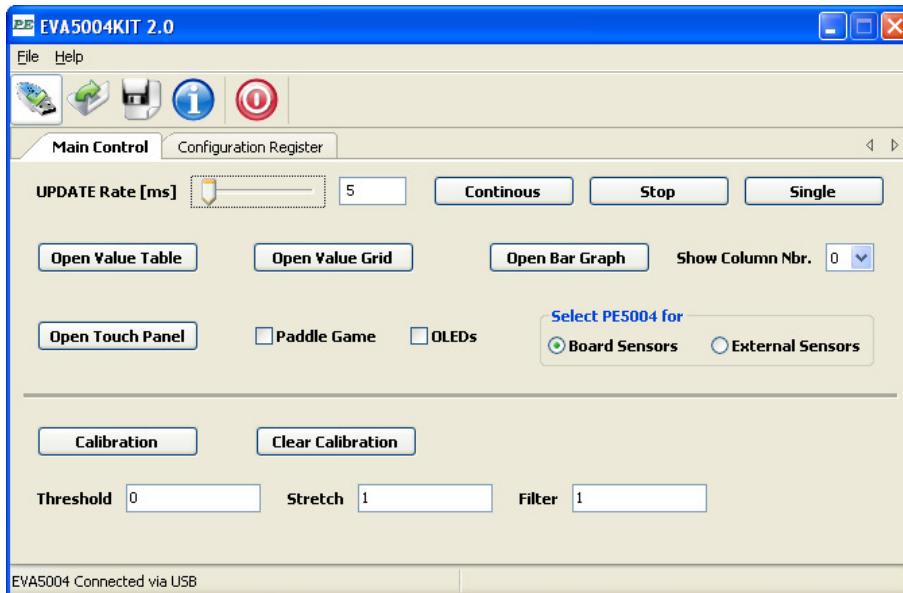 PE EVA5004KIT 2.0
File Help
Main Control Configuration Register
UPDATE Rate [ms] 5 Continous Stop Single
Open Value Table Open Value Grid Open Bar Graph Show Column Nbr. 0
Select PE5004 for
Open Touch Panel Paddle Game OLEDs Board Sensors External Sensors
Calibration Clear Calibration
Threshold 0 Stretch 1 Filter 1
EVA5004 Connected via USB